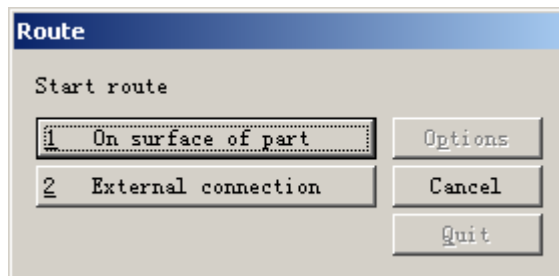 Route
Start route
1 On surface of part
Options
2 External connection
Cancel
Quit